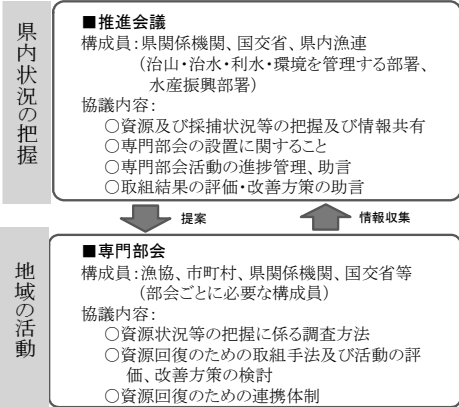 県内状況の把握
■推進会議
構成員：県関係機関、国交省、県内漁連
（治山・治水・利水・環境を管理する部署、
水産振興部署）
協議内容：
○資源及び採捕状況等の把握及び情報共有
○専門部会の設置に関すること
○専門部会活動の進捗管理、助言
○取組結果の評価・改善方策の助言
提案
情報収集
地域の活動
■専門部会
構成員：漁協、市町村、県関係機関、国交省等
（部会ごとに必要な構成員）
協議内容：
○資源状況等の把握に係る調査方法
○資源回復のための取組手法及び活動の評
価、改善方策の検討
○資源回復のための連携体制